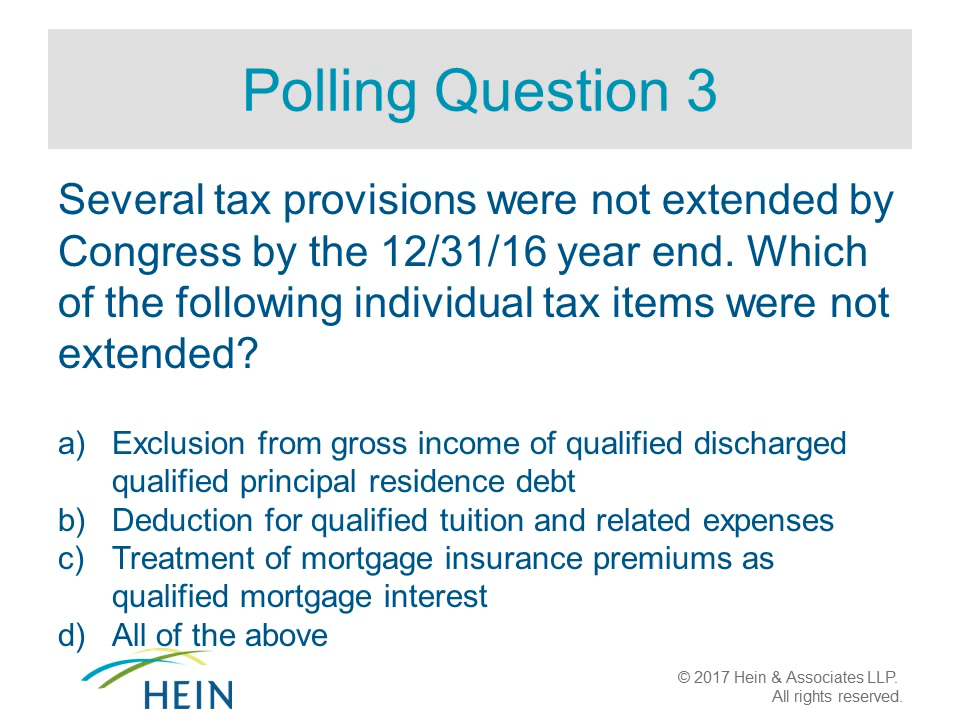 Polling Question 3
Several tax provisions were not extended by
Congress by the 12/31/16 year end. Which
of the following individual tax items were not
extended?
a) Exclusion from gross income of qualified discharged
qualified principal residence debt
b) Deduction for qualified tuition and related expenses
c) Treatment of mortgage insurance premiums as
qualified mortgage interest
d) All of the above
HEIN
© 2017 Hein & Associates LLP.
All rights reserved.